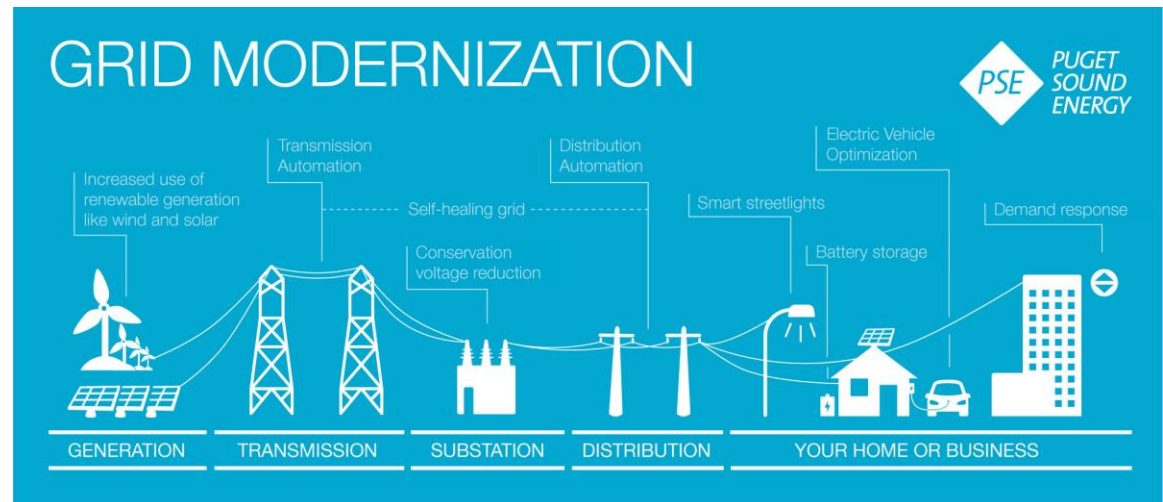 GRID MODERNIZATION
PSE
PUGET
SOUND
ENERGY
Increased use of
renewable generation
like wind and solar
Transmission
Automation
Self-healing grid
Conservation
voltage reduction
Distribution
Automation
Smart streetlights
Battery storage
Electric Vehicle
Optimization
Demand response
GENERATION
TRANSMISSION
SUBSTATION
DISTRIBUTION
YOUR HOME OR BUSINESS